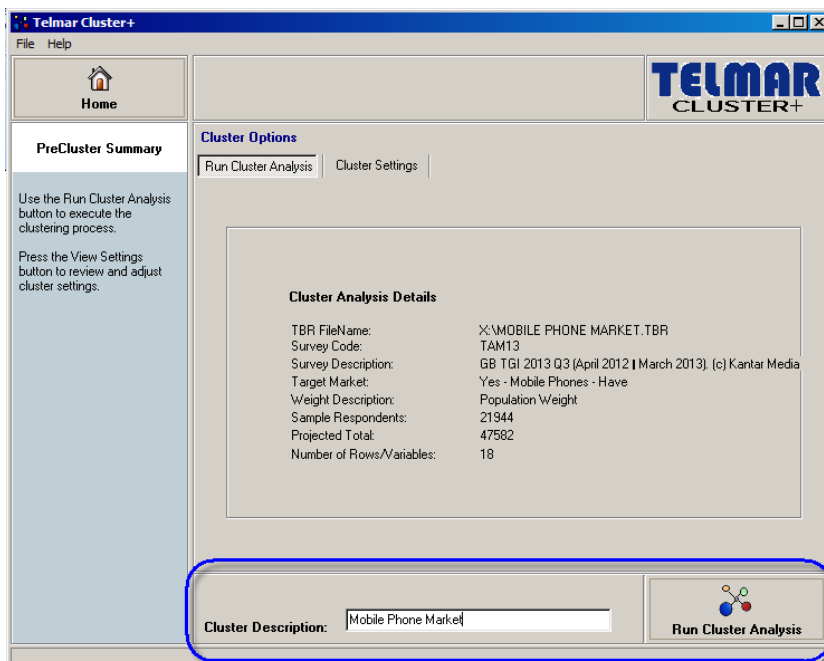 Telmar Cluster+
File Help
Home
TELMAR
CLUSTER+
PreCluster Summary
Use the Run Cluster Analysis
button to execute the
clustering process.
Press the View Settings
button to review and adjust
cluster settings.
Cluster Options
Run Cluster Analysis Cluster Settings
Cluster Analysis Details
TBR FileName: X:\MOBILE PHONE MARKET.TBR
Survey Code: TAM13
Survey Description: GB TGI 2013 Q3 (April 2012 | March 2013). (c) Kantar Media
Target Market: Yes - Mobile Phones - Have
Weight Description: Population Weight
Sample Respondents: 21944
Projected Total: 47582
Number of Rows/Variables: 18
Cluster Description: Mobile Phone Market
Run Cluster Analysis